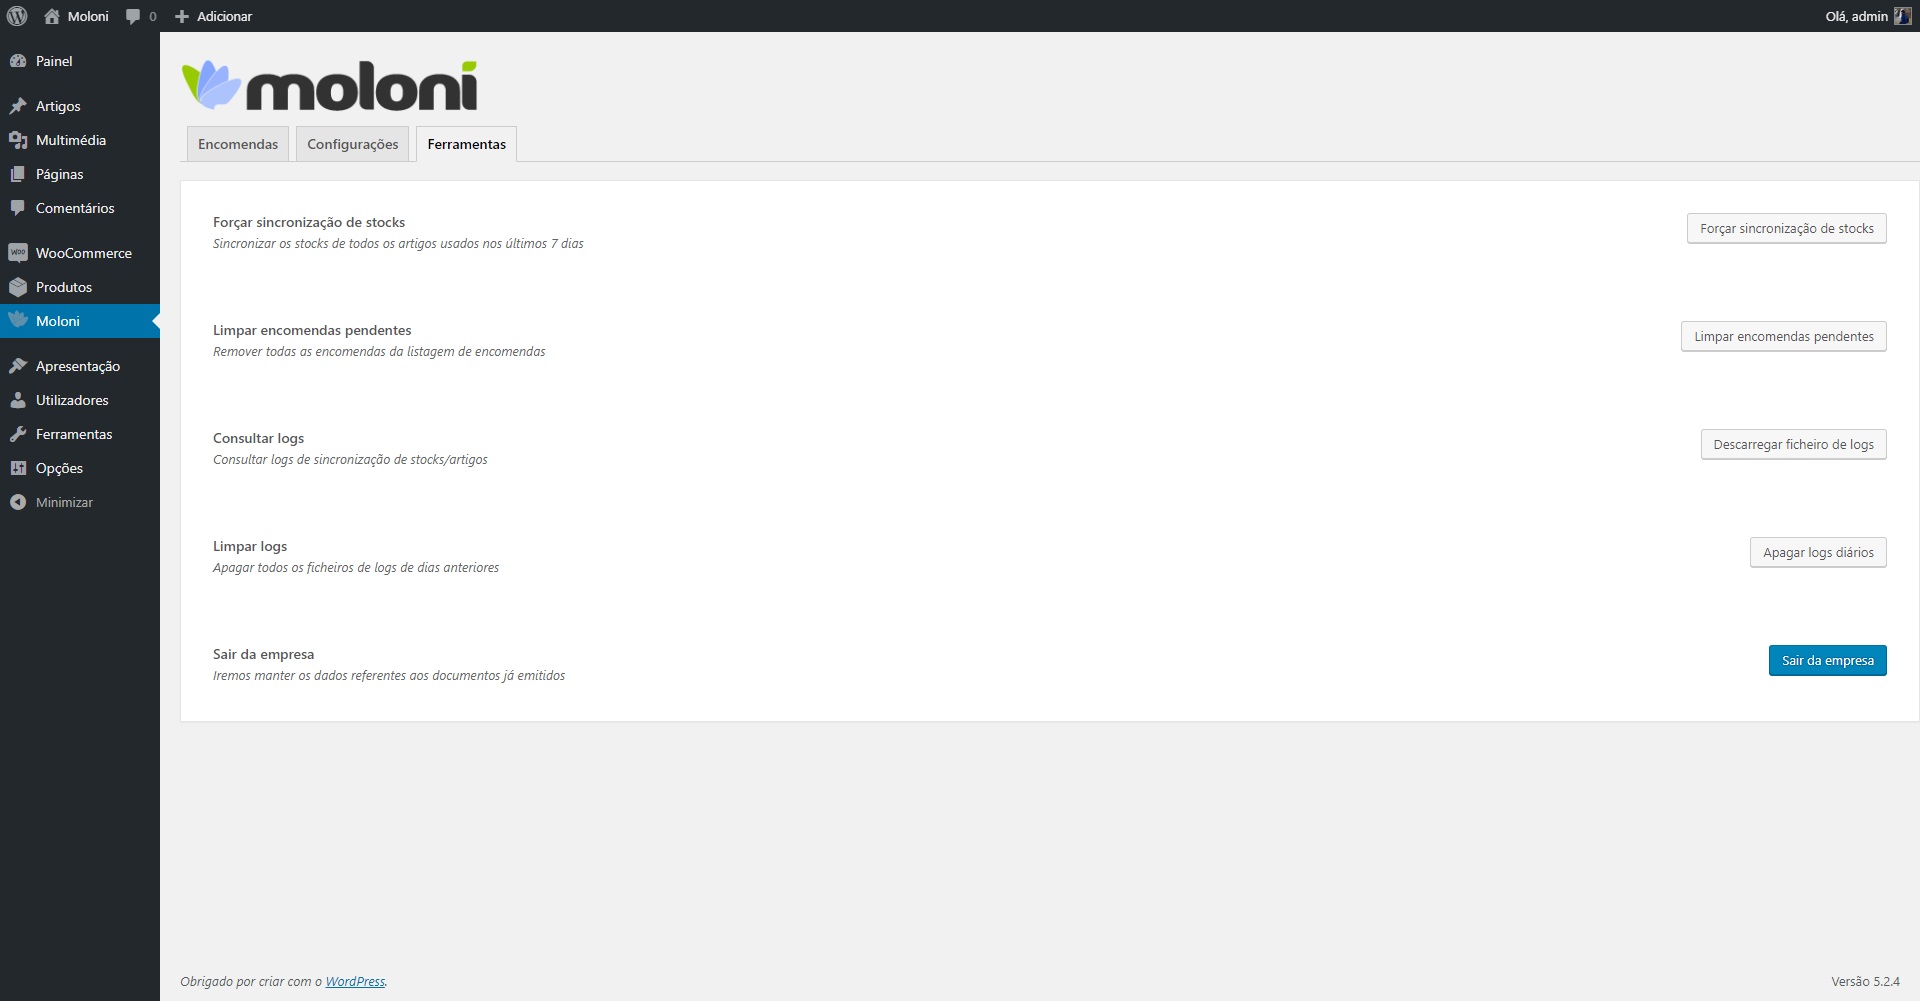 Moloni
0
Adicionar
Olá, admin
Painel
Artigos
Multimédia
Páginas
Comentários
WooCommerce
Produtos
Moloni
Apresentação
Utilizadores
Ferramentas
Opções
Minimizar
moloni
Encomendas
Configurações
Ferramentas
Forçar sincronização de stocks
Sincronizar os stocks de todos os artigos usados nos últimos 7 dias
Forçar sincronização de stocks
Limpar encomendas pendentes
Remover todas as encomendas da listagem de encomendas
Limpar encomendas pendentes
Consultar logs
Consultar logs de sincronização de stocks/artigos
Descarregar ficheiro de logs
Limpar logs
Apagar todos os ficheiros de logs de dias anteriores
Apagar logs diários
Sair da empresa
Iremos manter os dados referentes aos documentos já emitidos
Sair da empresa
Obrigado por criar com o WordPress.
Versão 5.2.4